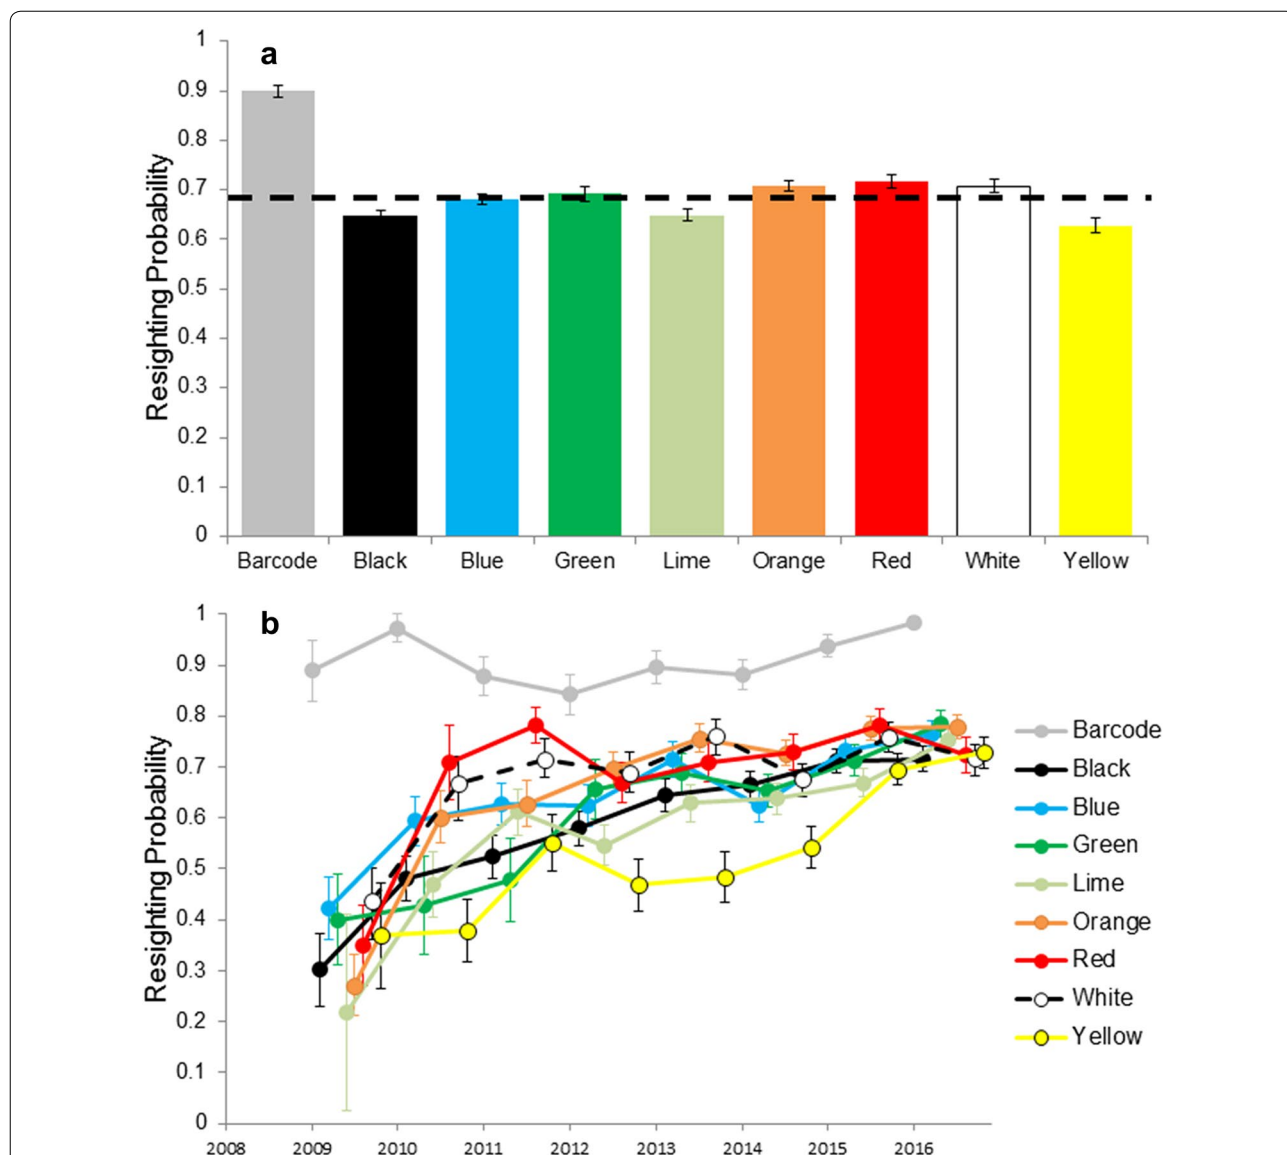 a
Resighting Probability
1
0.9
0.8
0.7
0.6
0.5
0.4
0.3
0.2
0.1
0
Barcode Black Blue Green Lime Orange Red White Yellow
b
Resighting Probability
1
0.9
0.8
0.7
0.6
0.5
0.4
0.3
0.2
0.1
0
2008 2009 2010 2011 2012 2013 2014 2015 2016
Barcode
Black
Blue
Green
Lime
Orange
Red
White
Yellow